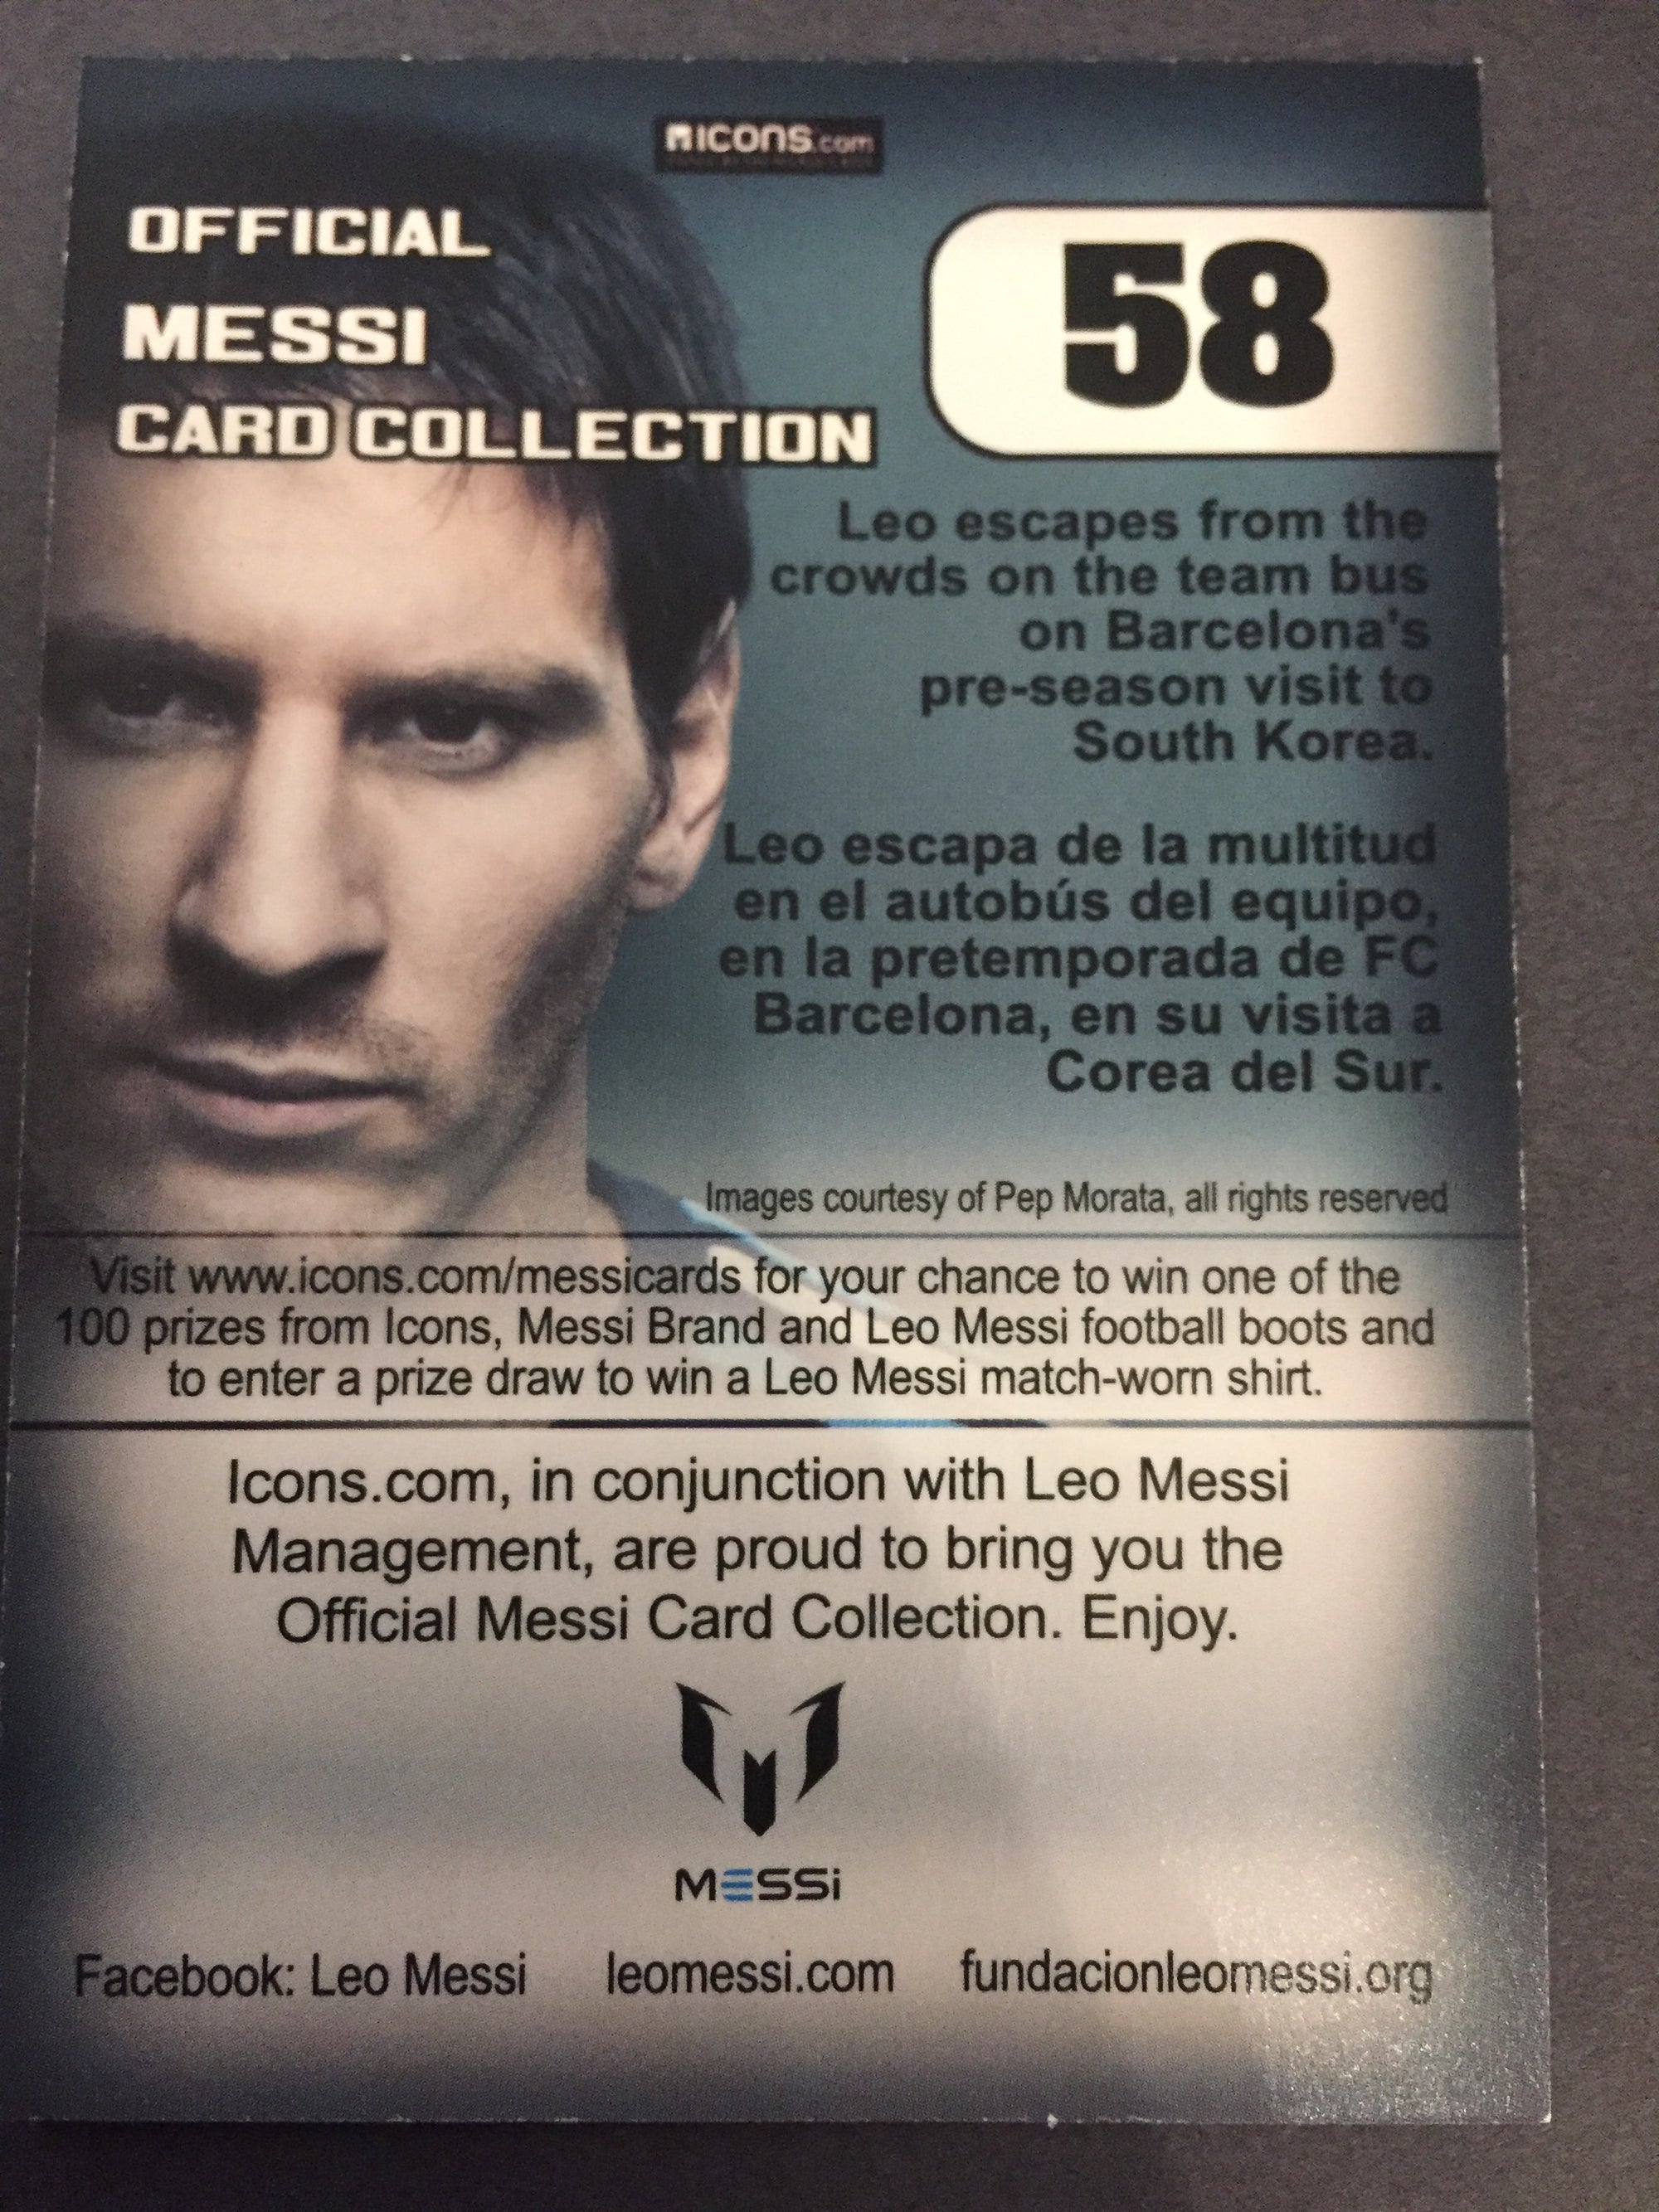 ICONS.com
OFFICIAL
MESSI
CARD COLLECTION
58
Leo escapes from the
crowds on the team bus
on Barcelona's
pre-season visit to
South Korea.
Leo escapa de la multitud
en el autobús del equipo,
en la pretemporada de FC
Barcelona, en su visita a
Corea del Sur.
Images courtesy of Pep Morata, all rights reserved
Visit www.icons.com/messicards for your chance to win one of the
100 prizes from Icons, Messi Brand and Leo Messi football boots and
to enter a prize draw to win a Leo Messi match-worn shirt.
Icons.com, in conjunction with Leo Messi
Management, are proud to bring you the
Official Messi Card Collection. Enjoy.
MESSi
Facebook: Leo Messi leomessi.com fundacionleomessi.org